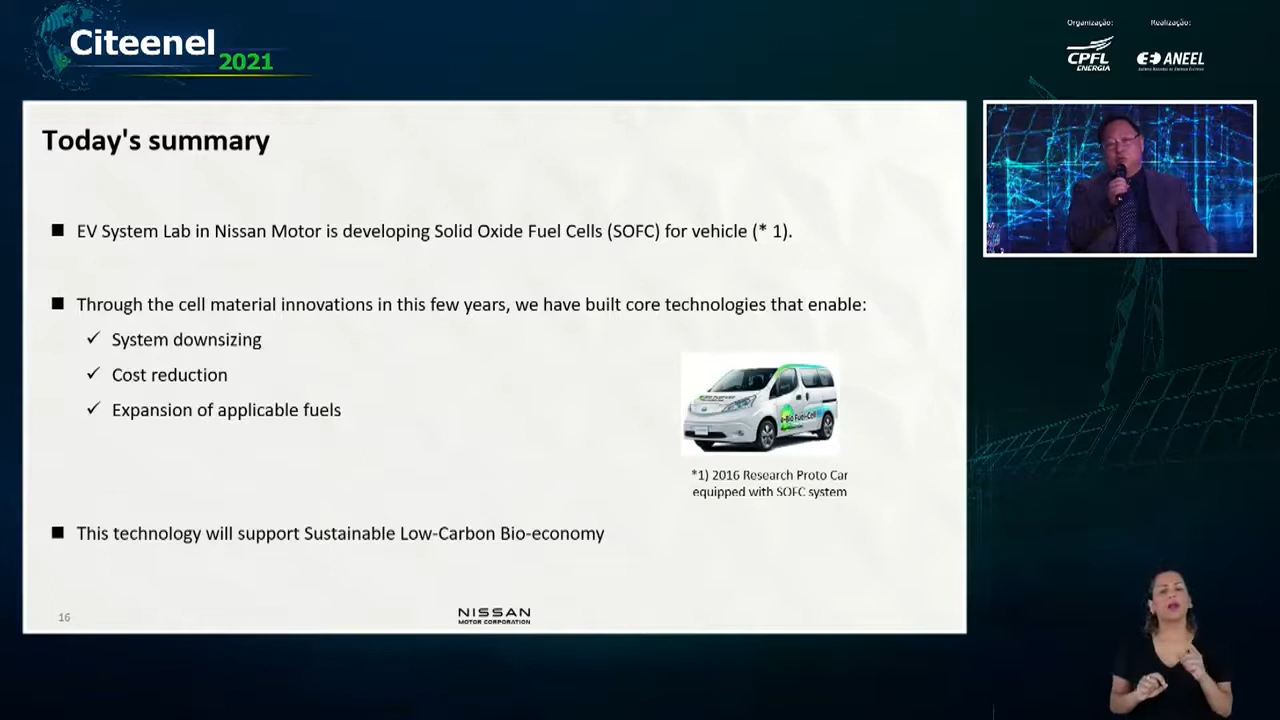 Citeenel
2021
Organização:
Realização:
CPFL
ENERGIA
ANEEL
Today's summary
EV System Lab in Nissan Motor is developing Solid Oxide Fuel Cells (SOFC) for vehicle (* 1).
Through the cell material innovations in this few years, we have built core technologies that enable:
System downsizing
Cost reduction
Expansion of applicable fuels
e-Bio Fuel-Cell
*1) 2016 Research Proto Car
equipped with SOFC system
This technology will support Sustainable Low-Carbon Bio-economy
16
NISSAN
MOTOR CORPORATION